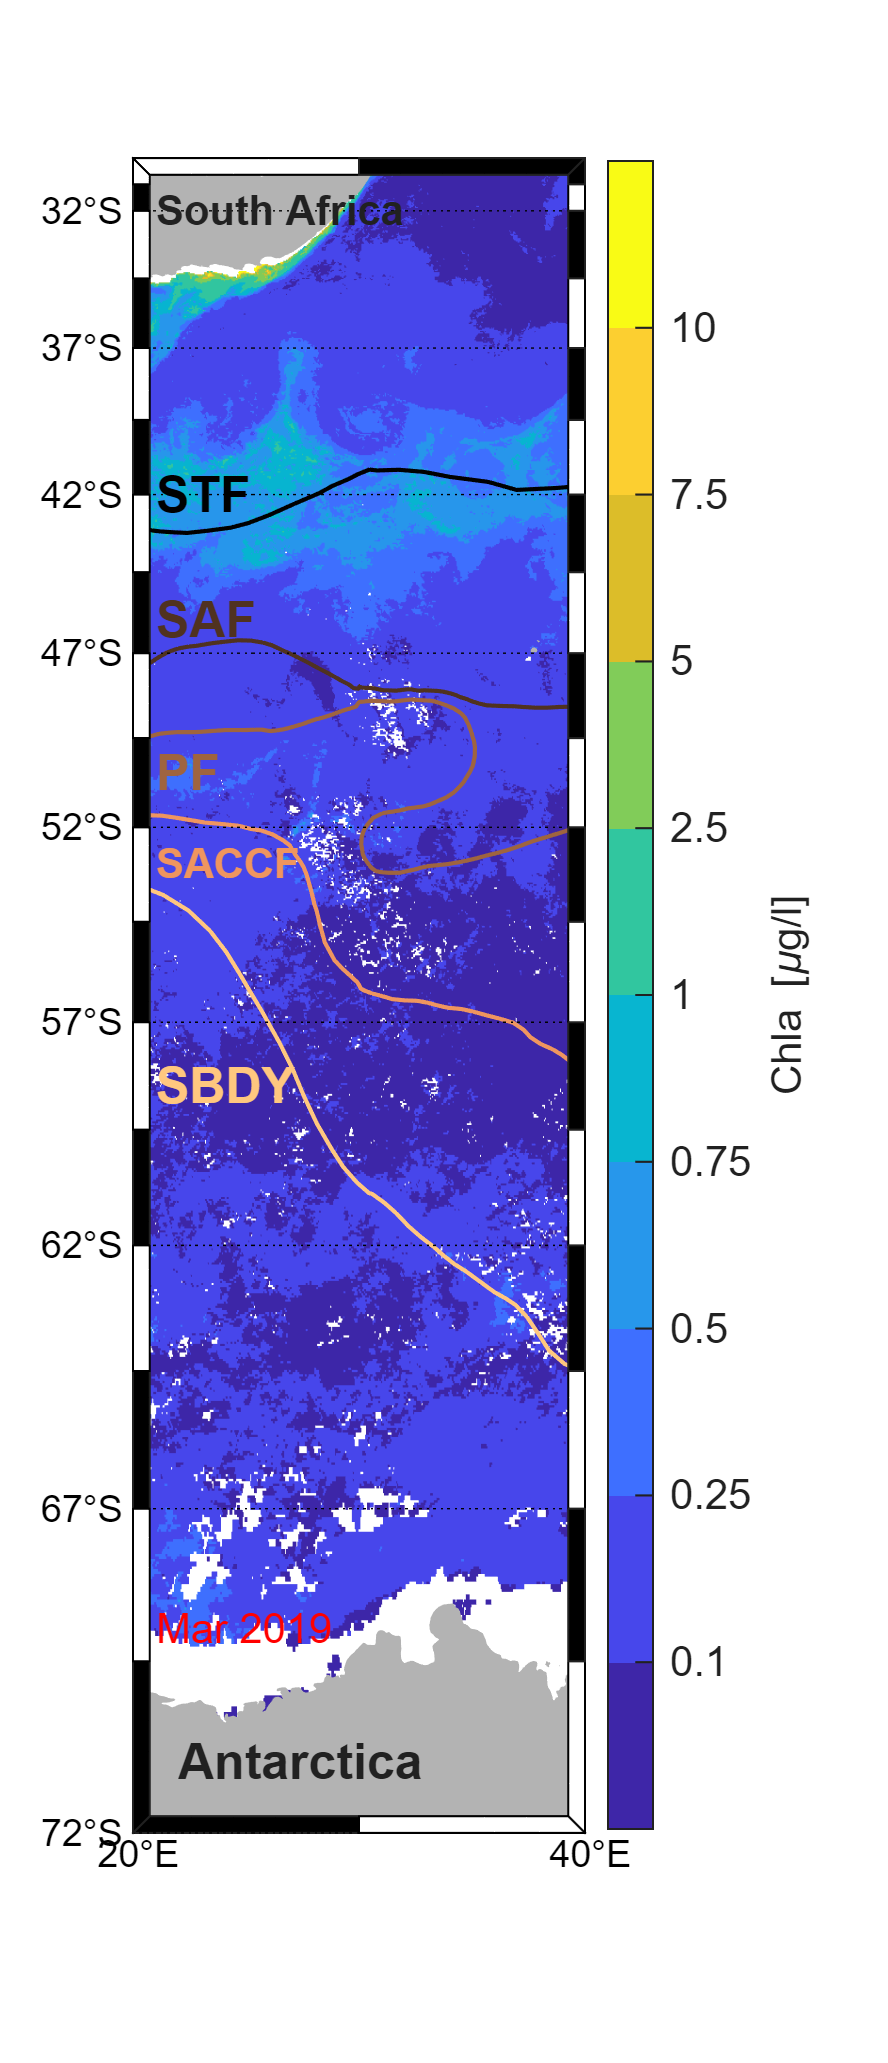 32°S
South Africa
37°S
10
42°S
STF
7.5
SAF
47°S
5
PF
52°S
2.5
SACCF
57°S
1
Chla [µg/l]
SBDY
0.75
62°S
0.5
67°S
0.25
Mar 2019
0.1
Antarctica
72°S
20°E
40°E